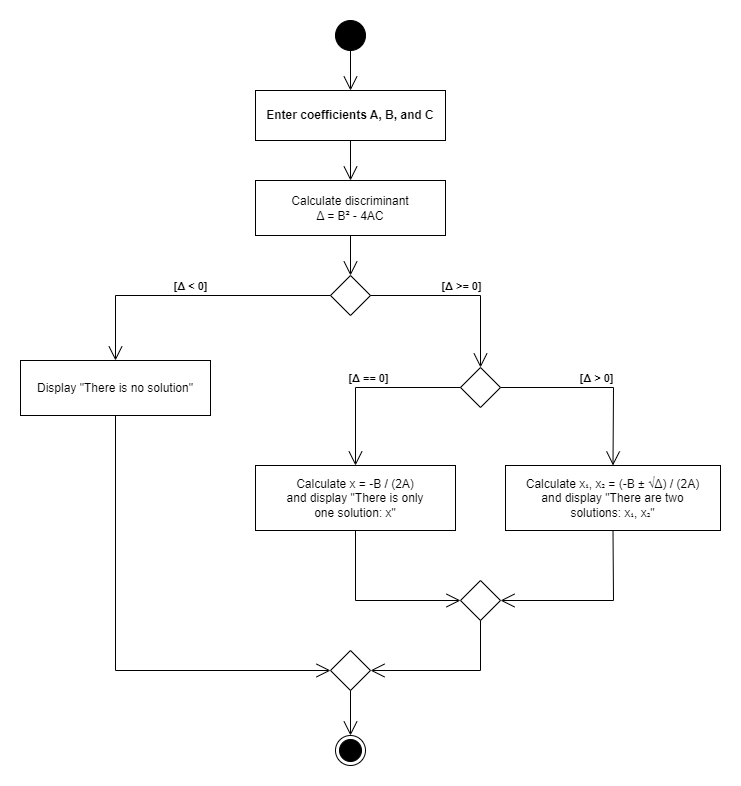 Enter coefficients A, B, and C
Calculate discriminant
Δ = B² - 4AC
[Δ < 0]
[Δ >= 0]
Display "There is no solution"
[Δ == 0]
[Δ > 0]
Calculate x = -B / (2A)
and display "There is only
one solution: x"
Calculate x₁, x₂ = (-B ± √Δ) / (2A)
and display "There are two
solutions: x₁, x₂"